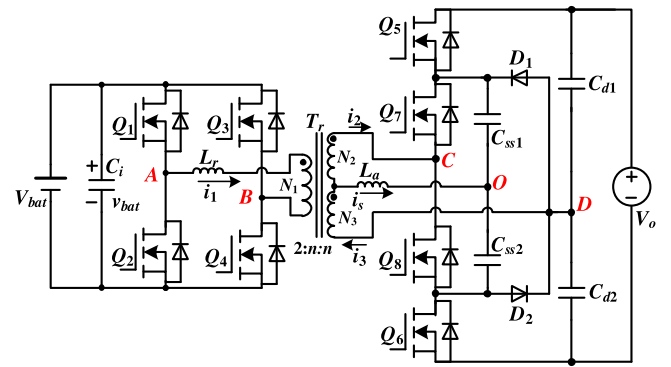 Q5
D1
Cd1
Q1
Q3
Tr
i2
Q7
Css1
C
Lr
N2
La
O
A
i1
B
N1
is
D
Vbat
Ci
+
−
vbat
N3
2:n:n
i3
Q2
Q4
Q8
Css2
Cd2
D2
Q6
+
−
Vo